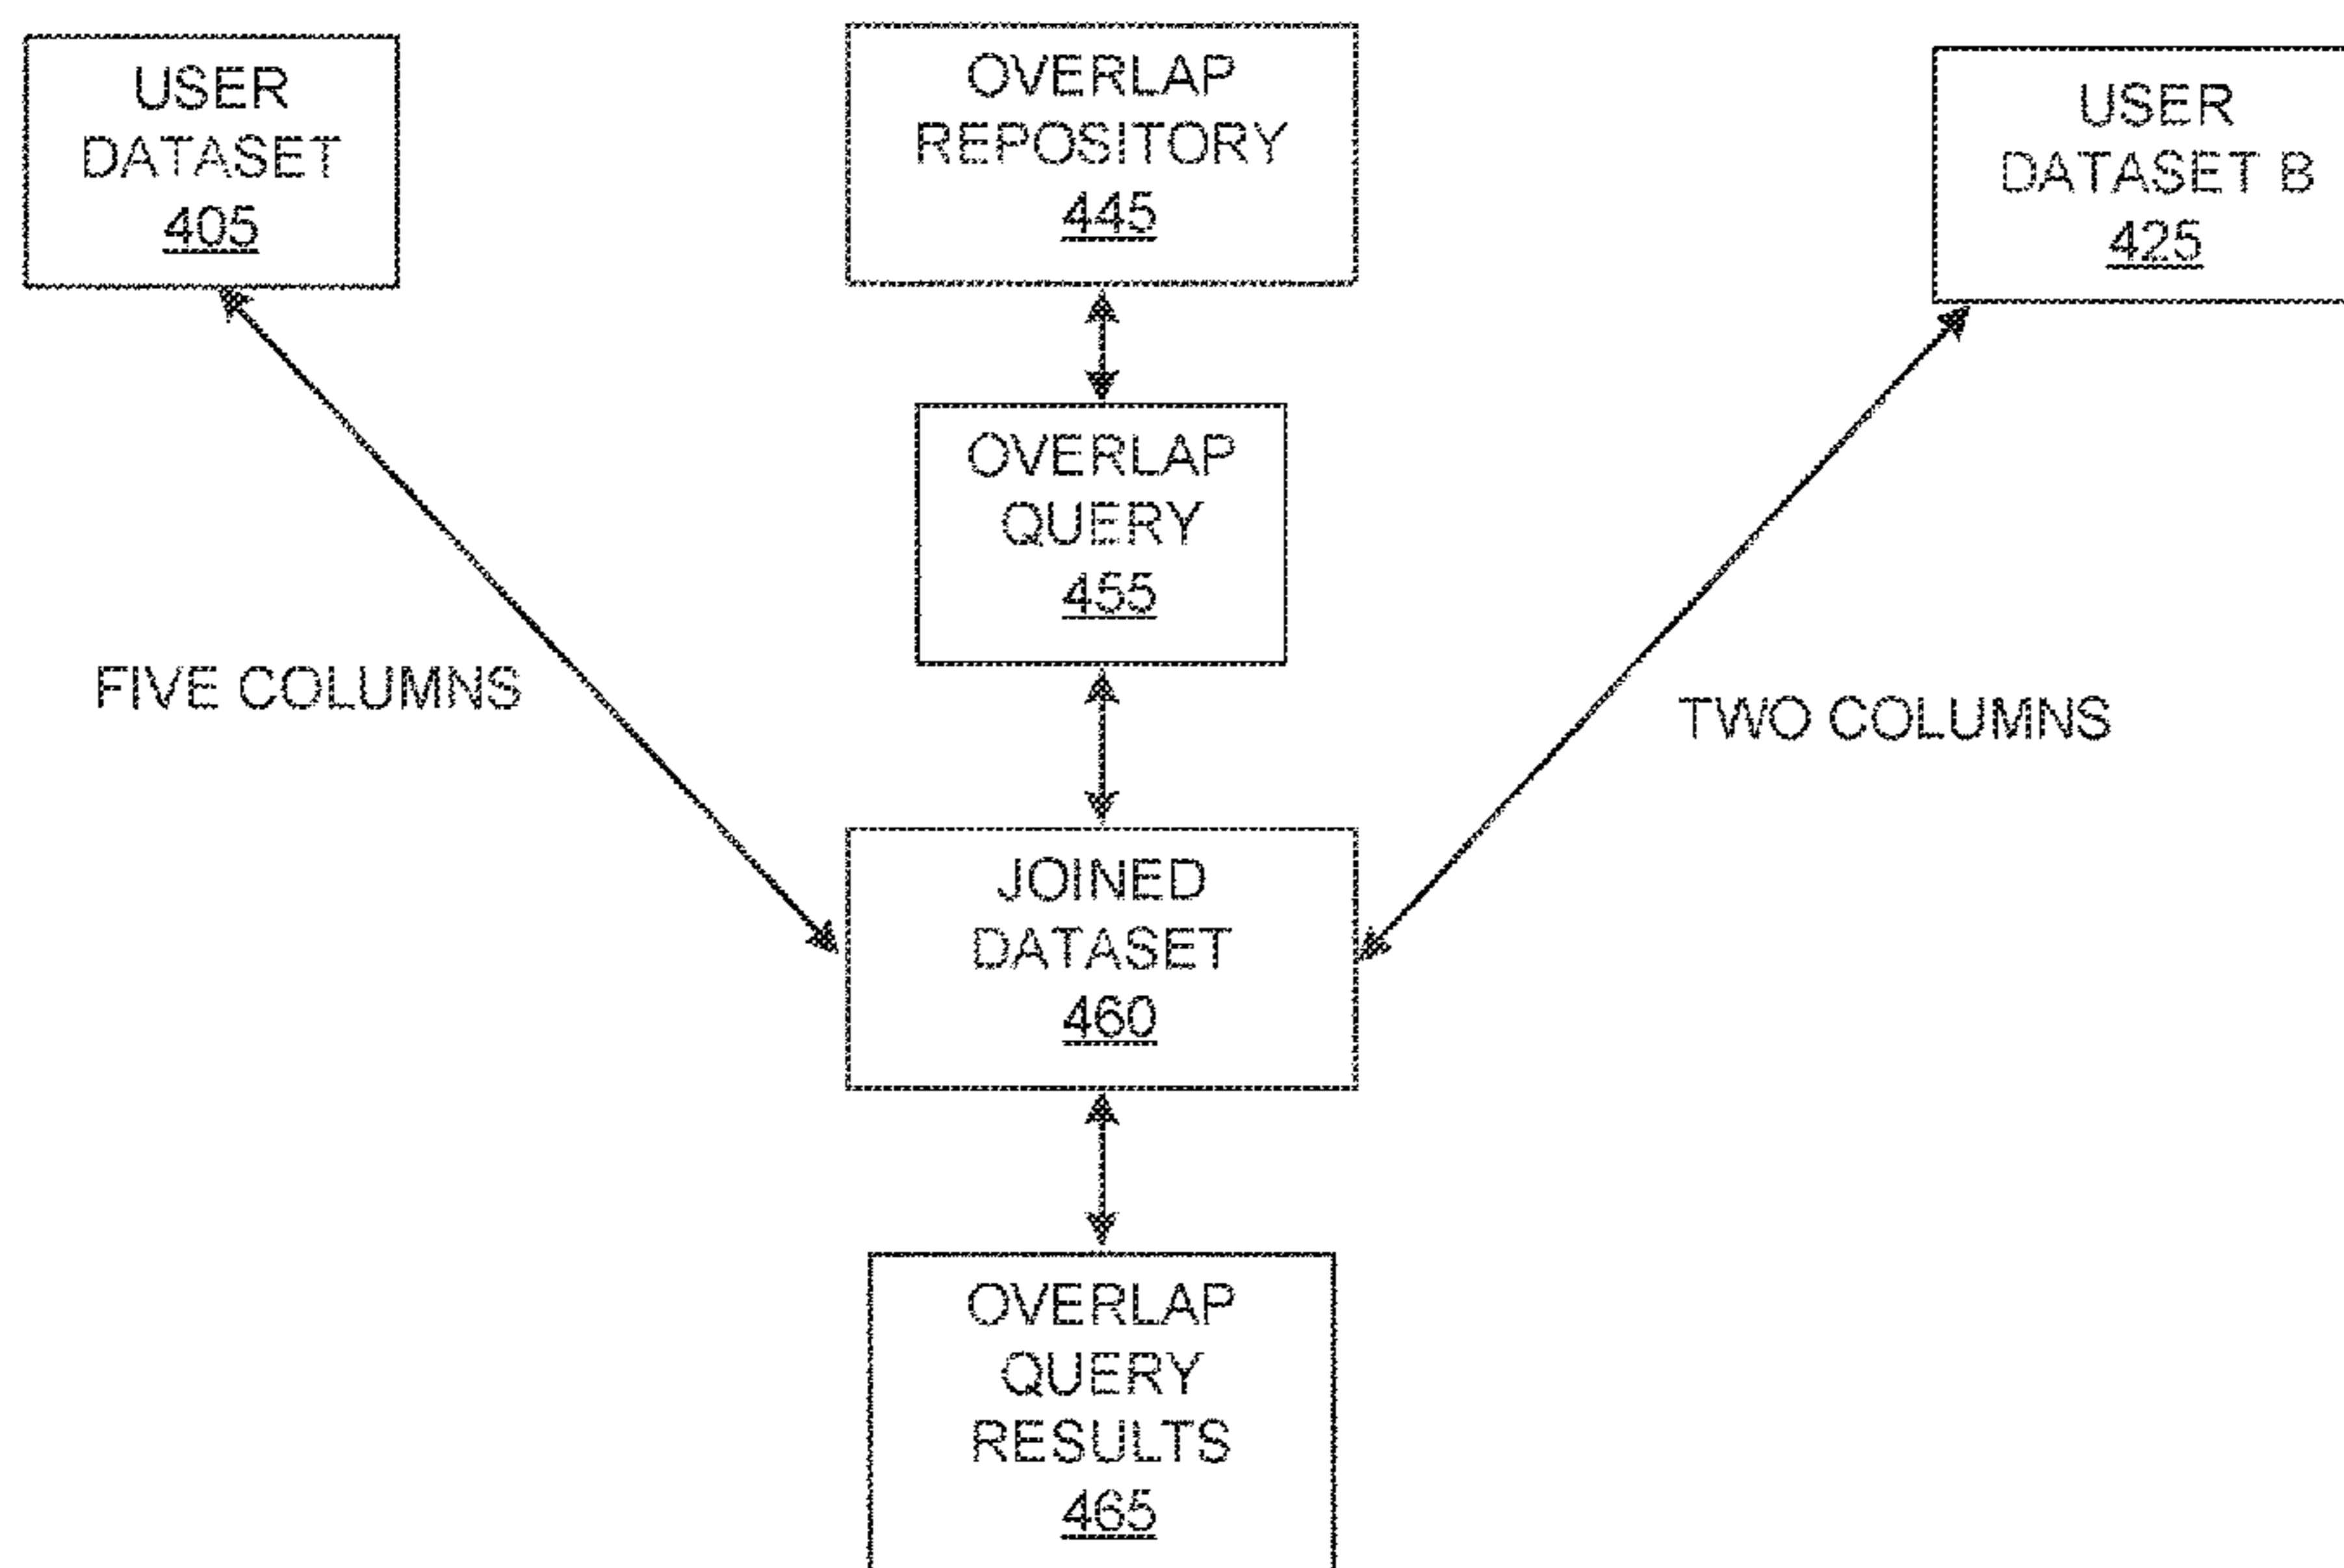 USER
DATASET
405
OVERLAP
REPOSITORY
445
USER
DATASET B
425
OVERLAP
QUERY
455
FIVE COLUMNS
TWO COLUMNS
JOINED
DATASET
460
OVERLAP
QUERY
RESULTS
465